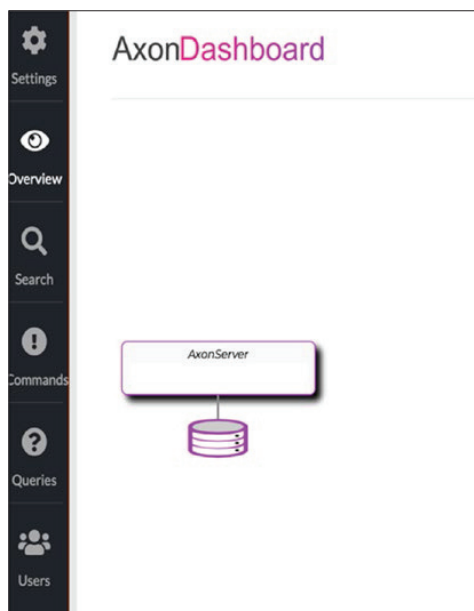 AxonDashboard
Settings
Overview
Search
Commands
Queries
Users
AxonServer